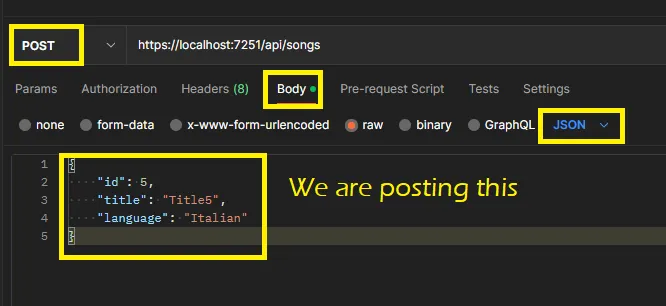 POST https://localhost:7251/api/songs
Params Authorization Headers (8) Body Pre-request Script Tests Settings
none form-data x-www-form-urlencoded raw binary GraphQL JSON
1 {
2 "id": 5,
3 "title": "Title5",
4 "language": "Italian"
5 }
We are posting this